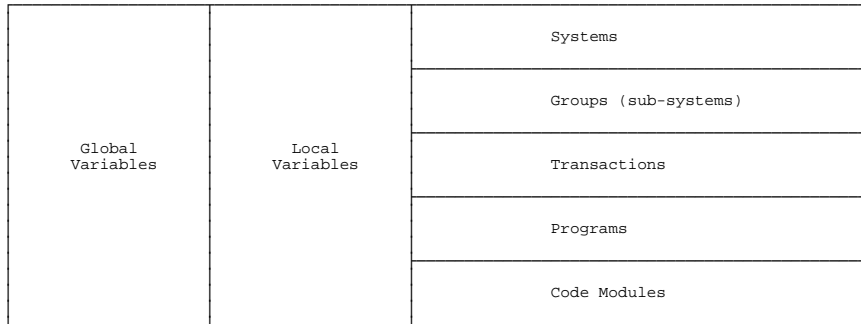 Systems
Groups (sub-systems)
Global
Variables
Local
Variables
Transactions
Programs
Code Modules